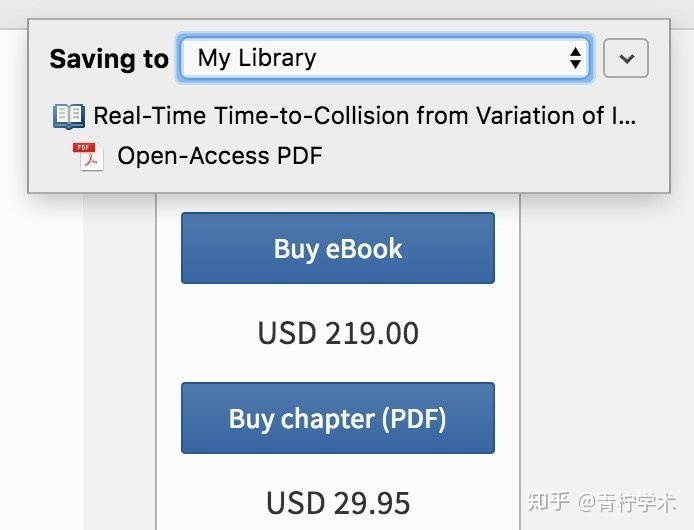 Saving to My Library
Real-Time Time-to-Collision from Variation of I...
PDF
Open-Access PDF
Buy eBook
USD 219.00
Buy chapter (PDF)
USD 29.95
知乎 @青柠学术